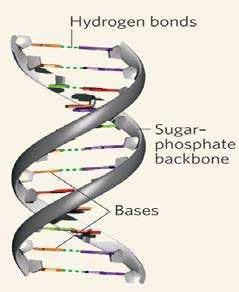 Hydrogen bonds
Sugar–
phosphate
backbone
Bases